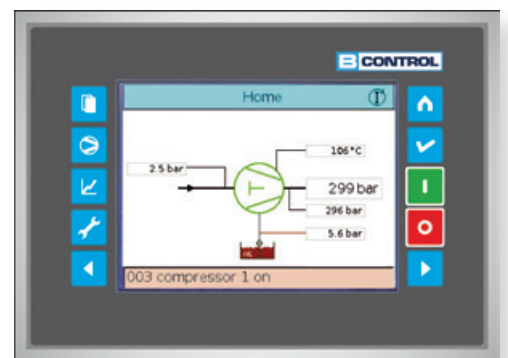 B CONTROL
Home
106°C
2.5 bar
299 bar
296 bar
5.6 bar
003 compressor 1 on